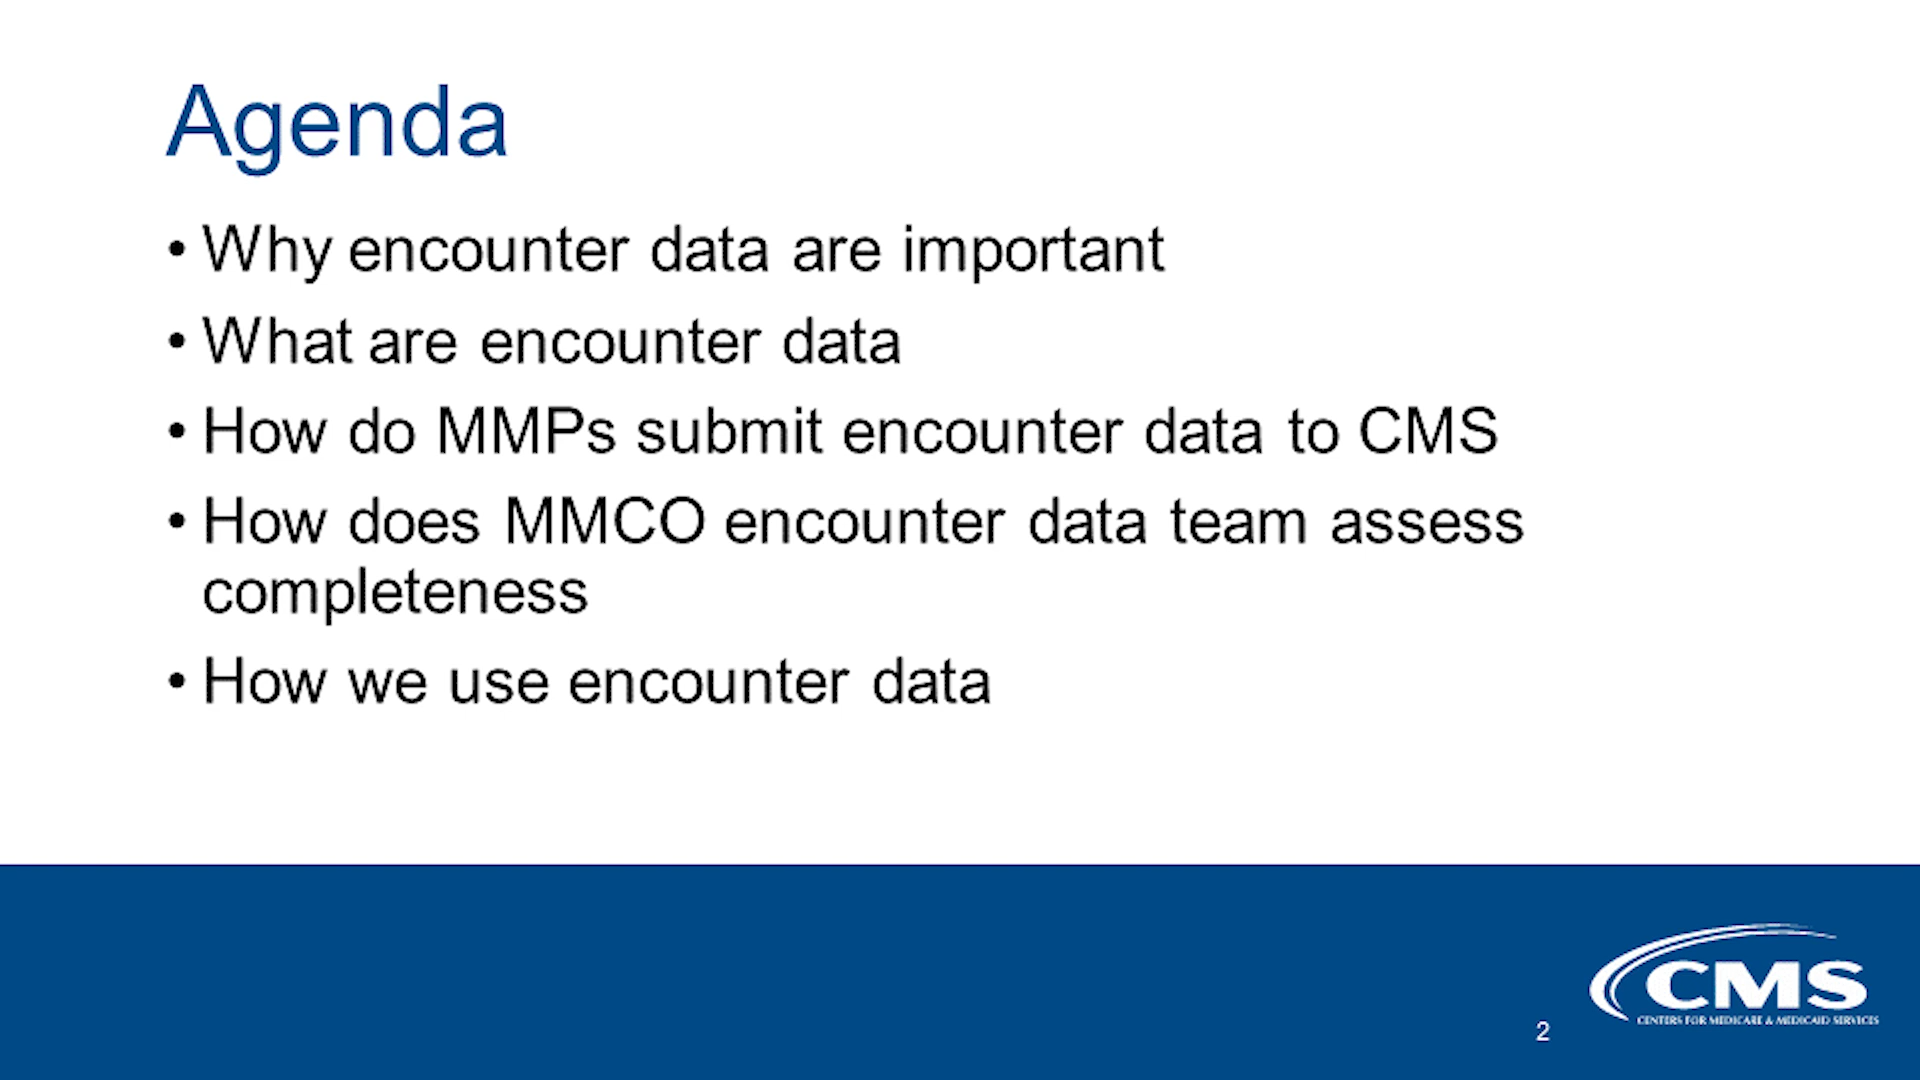 Agenda
• Why encounter data are important
• What are encounter data
• How do MMPs submit encounter data to CMS
• How does MMCO encounter data team assess
completeness
• How we use encounter data
CMS
CENTERS FOR MEDICARE & MEDICAID SERVICES
2